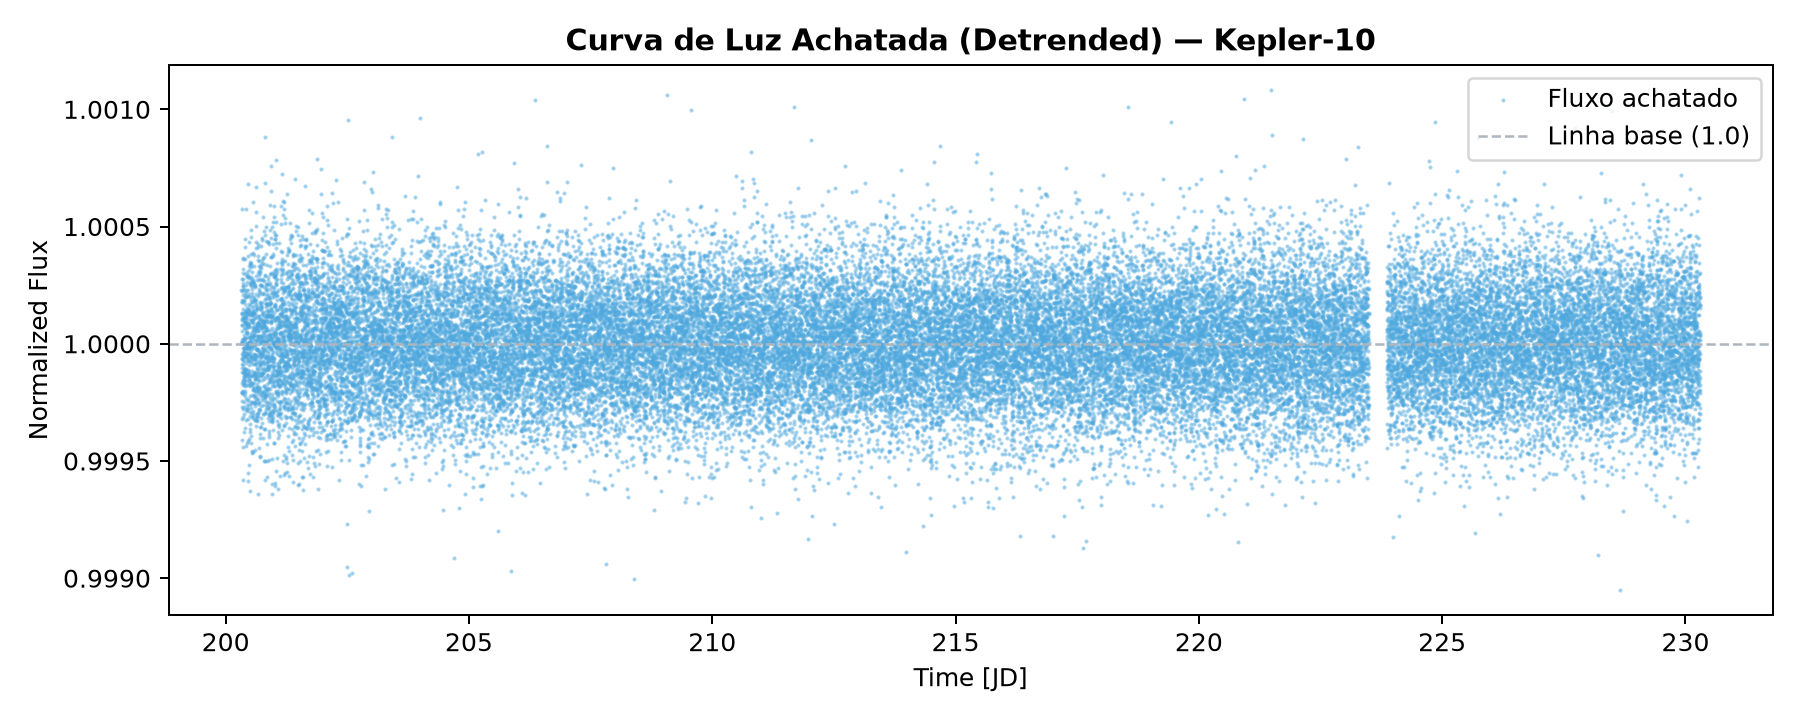 Curva de Luz Achatada (Detrended) — Kepler-10
Fluxo achatado
Linha base (1.0)
Normalized Flux
1.0010
1.0005
1.0000
0.9995
0.9990
200
205
210
215
220
225
230
Time [JD]